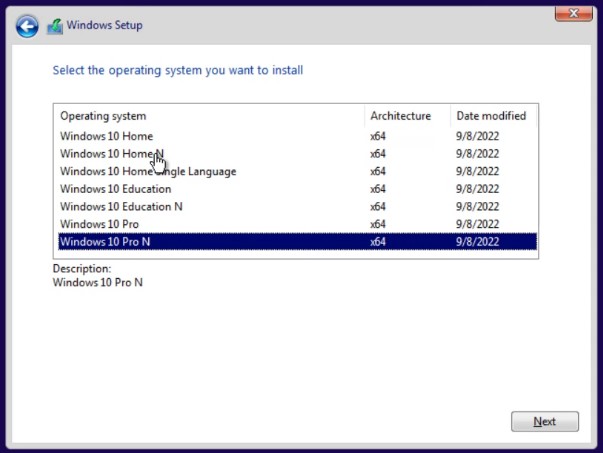 Windows Setup
Select the operating system you want to install
Operating system Architecture Date modified
Windows 10 Home x64 9/8/2022
Windows 10 Home N x64 9/8/2022
Windows 10 Home Single Language x64 9/8/2022
Windows 10 Education x64 9/8/2022
Windows 10 Education N x64 9/8/2022
Windows 10 Pro x64 9/8/2022
Windows 10 Pro N x64 9/8/2022
Description:
Windows 10 Pro N
Next